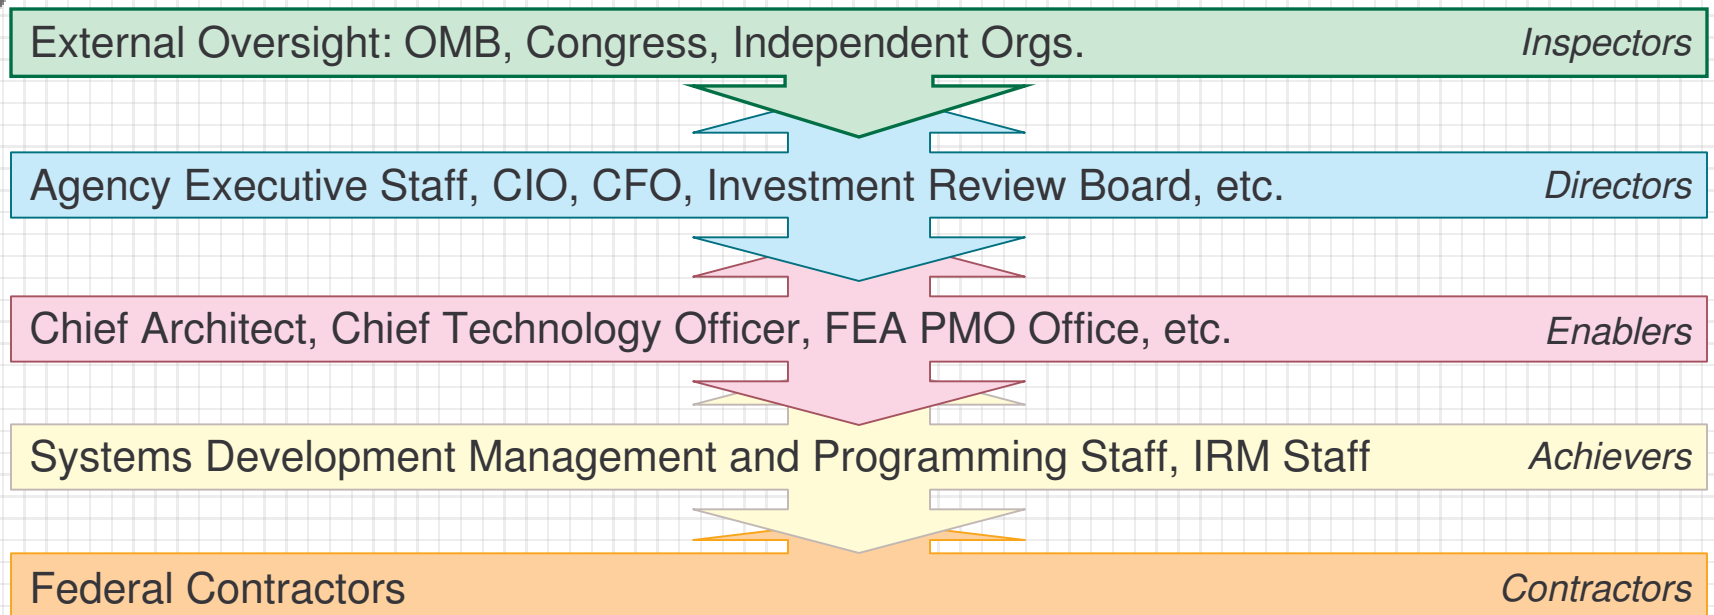 External Oversight: OMB, Congress, Independent Orgs. Inspectors
Agency Executive Staff, CIO, CFO, Investment Review Board, etc. Directors
Chief Architect, Chief Technology Officer, FEA PMO Office, etc. Enablers
Systems Development Management and Programming Staff, IRM Staff Achievers
Federal Contractors Contractors